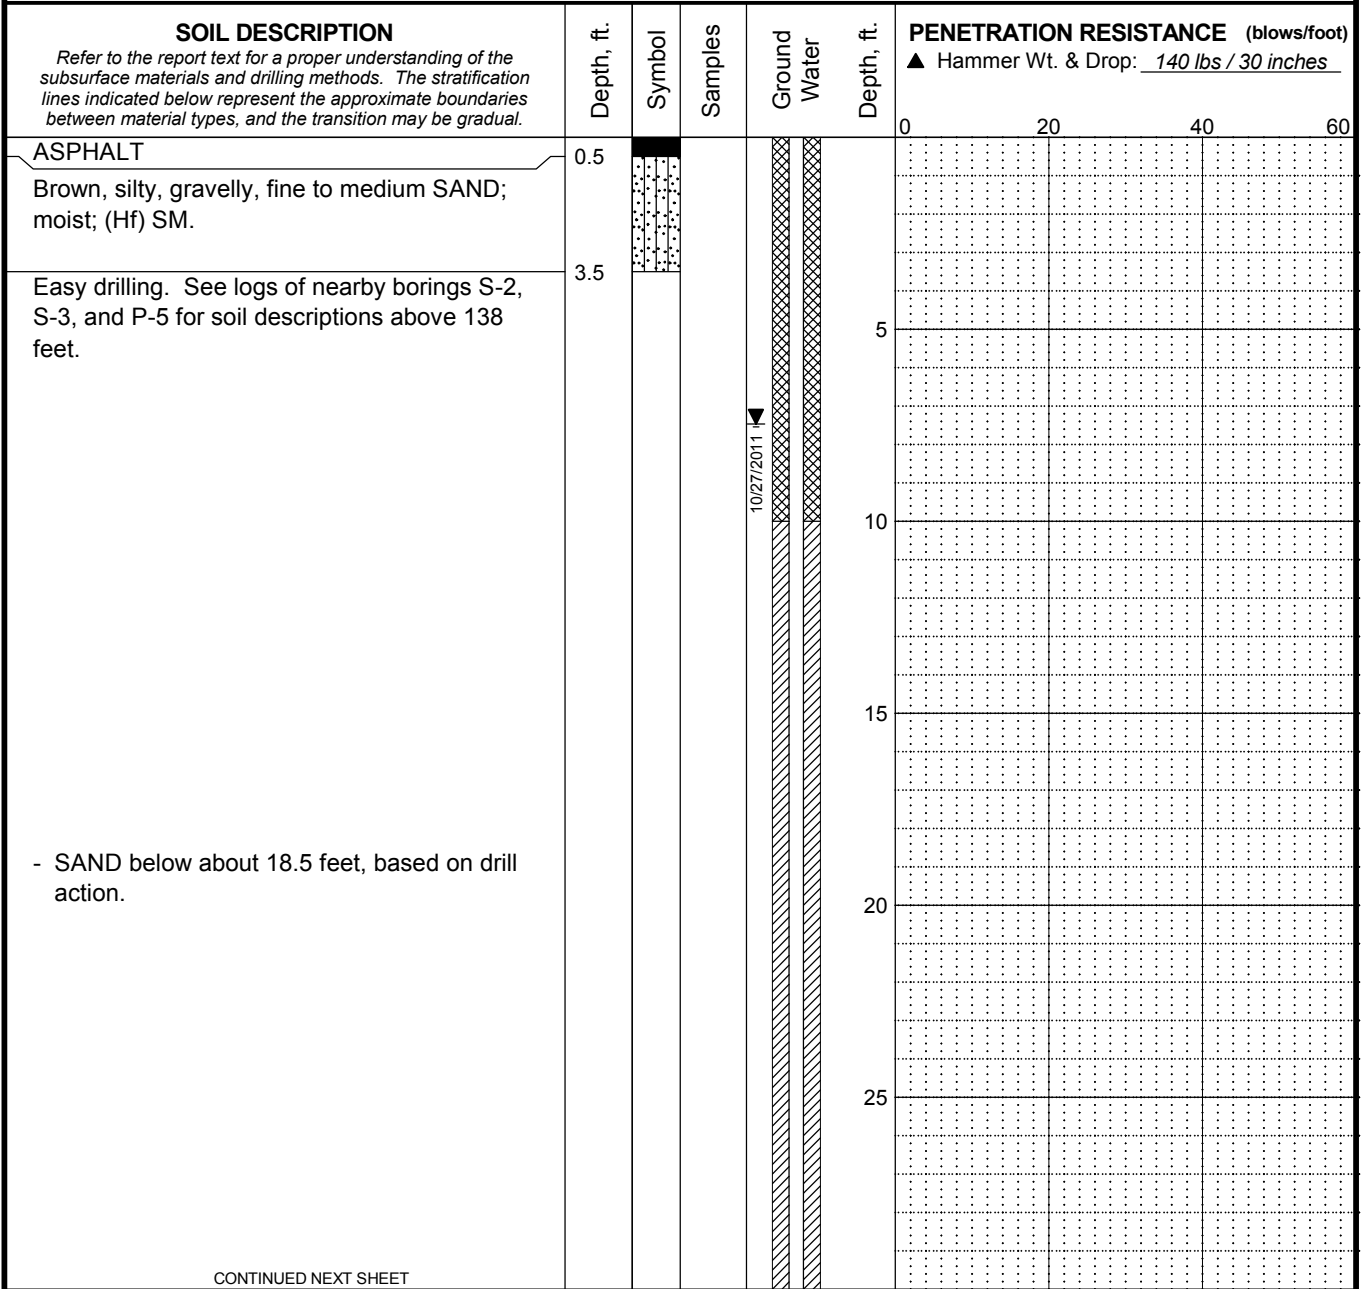 SOIL DESCRIPTION
Refer to the report text for a proper understanding of the
subsurface materials and drilling methods. The stratification
lines indicated below represent the approximate boundaries
between material types, and the transition may be gradual.
Depth, ft.
Symbol
Samples
Ground
Water
Depth, ft.
PENETRATION RESISTANCE (blows/foot)
▲ Hammer Wt. & Drop: 140 lbs / 30 inches
0 20 40 60
ASPHALT
0.5
Brown, silty, gravelly, fine to medium SAND;
moist; (Hf) SM.
3.5
Easy drilling. See logs of nearby borings S-2,
S-3, and P-5 for soil descriptions above 138
feet.
5
10/27/2011
10
15
- SAND below about 18.5 feet, based on drill
action.
20
25
CONTINUED NEXT SHEET